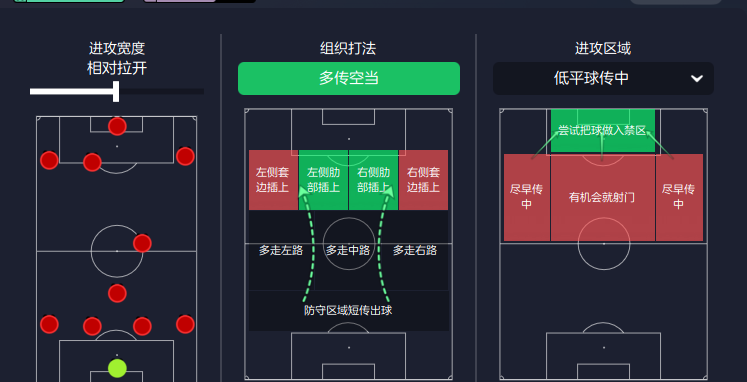 进攻宽度
相对拉开
组织打法
多传空当
左侧套
边插上
左侧肋
部插上
右侧肋
部插上
右侧套
边插上
多走左路
多走中路
多走右路
防守区域短传出球
进攻区域
低平球传中
尝试把球做入禁区
尽早传
中
有机会就射门
尽早传
中